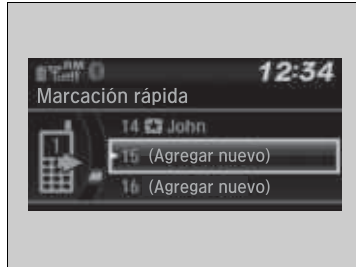 12:34
Marcación rápida
14 John
15 (Agregar nuevo)
16 (Agregar nuevo)